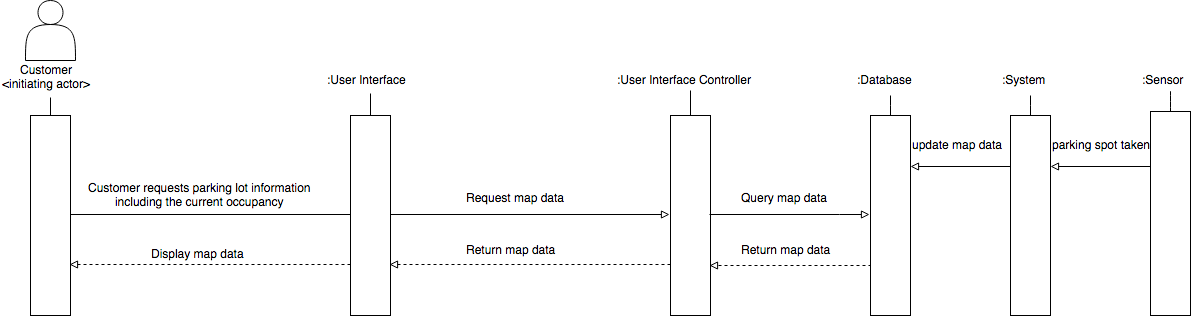 Customer
<initiating actor>
:User Interface
:User Interface Controller
:Database
:System
:Sensor
update map data
parking spot taken
Customer requests parking lot information
including the current occupancy
Request map data
Query map data
Display map data
Return map data
Return map data